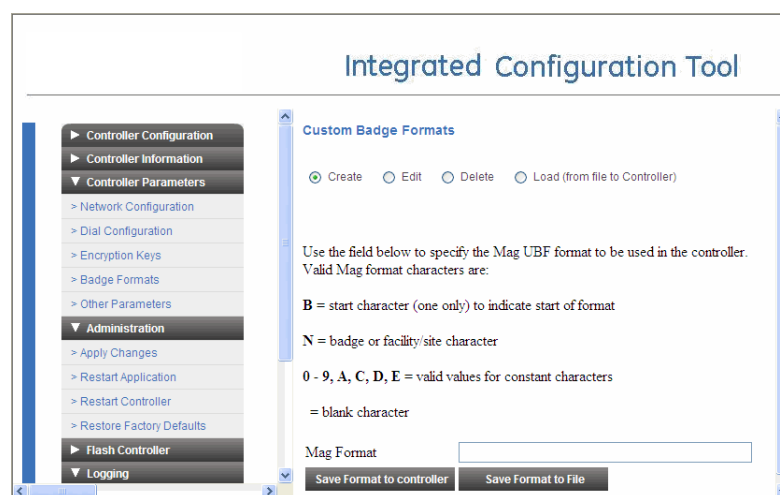 Integrated Configuration Tool
Controller Configuration
Controller Information
Controller Parameters
> Network Configuration
> Dial Configuration
> Encryption Keys
> Badge Formats
> Other Parameters
Administration
> Apply Changes
> Restart Application
> Restart Controller
> Restore Factory Defaults
Flash Controller
Logging
Custom Badge Formats
Create Edit Delete Load (from file to Controller)
Use the field below to specify the Mag UBF format to be used in the controller.
Valid Mag format characters are:
B = start character (one only) to indicate start of format
N = badge or facility/site character
0 - 9, A, C, D, E = valid values for constant characters
= blank character
Mag Format
Save Format to controller Save Format to File